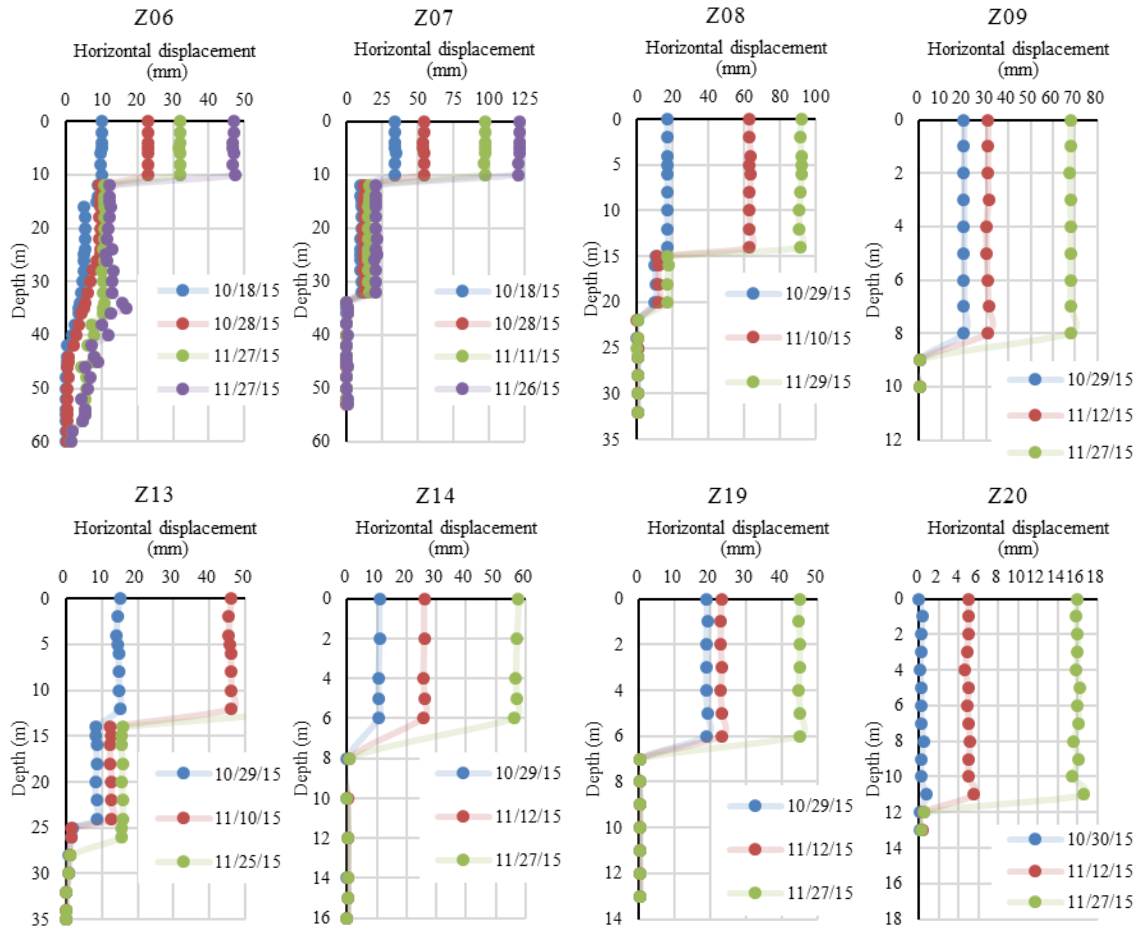 Z06
Horizontal displacement
(mm)
0 10 20 30 40 50
Depth (m)
0
10
20
30
40
50
60
10/18/15
10/28/15
11/27/15
11/27/15
Z07
Horizontal displacement
(mm)
0 25 50 75 100 125
Depth (m)
0
10
20
30
40
50
60
10/18/15
10/28/15
11/11/15
11/26/15
Z08
Horizontal displacement
(mm)
0 20 40 60 80 100
Depth (m)
0
5
10
15
20
25
30
35
10/29/15
11/10/15
11/29/15
Z09
Horizontal displacement
(mm)
0 10 20 30 40 50 60 70 80
Depth (m)
0
2
4
6
8
10
12
10/29/15
11/12/15
11/27/15
Z13
Horizontal displacement
(mm)
0 10 20 30 40 50
Depth (m)
0
5
10
15
20
25
30
35
10/29/15
11/10/15
11/25/15
Z14
Horizontal displacement
(mm)
0 10 20 30 40 50 60
Depth (m)
0
2
4
6
8
10
12
14
16
10/29/15
11/12/15
11/27/15
Z19
Horizontal displacement
(mm)
0 10 20 30 40 50
Depth (m)
0
2
4
6
8
10
12
14
10/29/15
11/12/15
11/27/15
Z20
Horizontal displacement
(mm)
0 2 4 6 8 10 12 14 16 18
Depth (m)
0
2
4
6
8
10
12
14
16
18
10/30/15
11/12/15
11/27/15